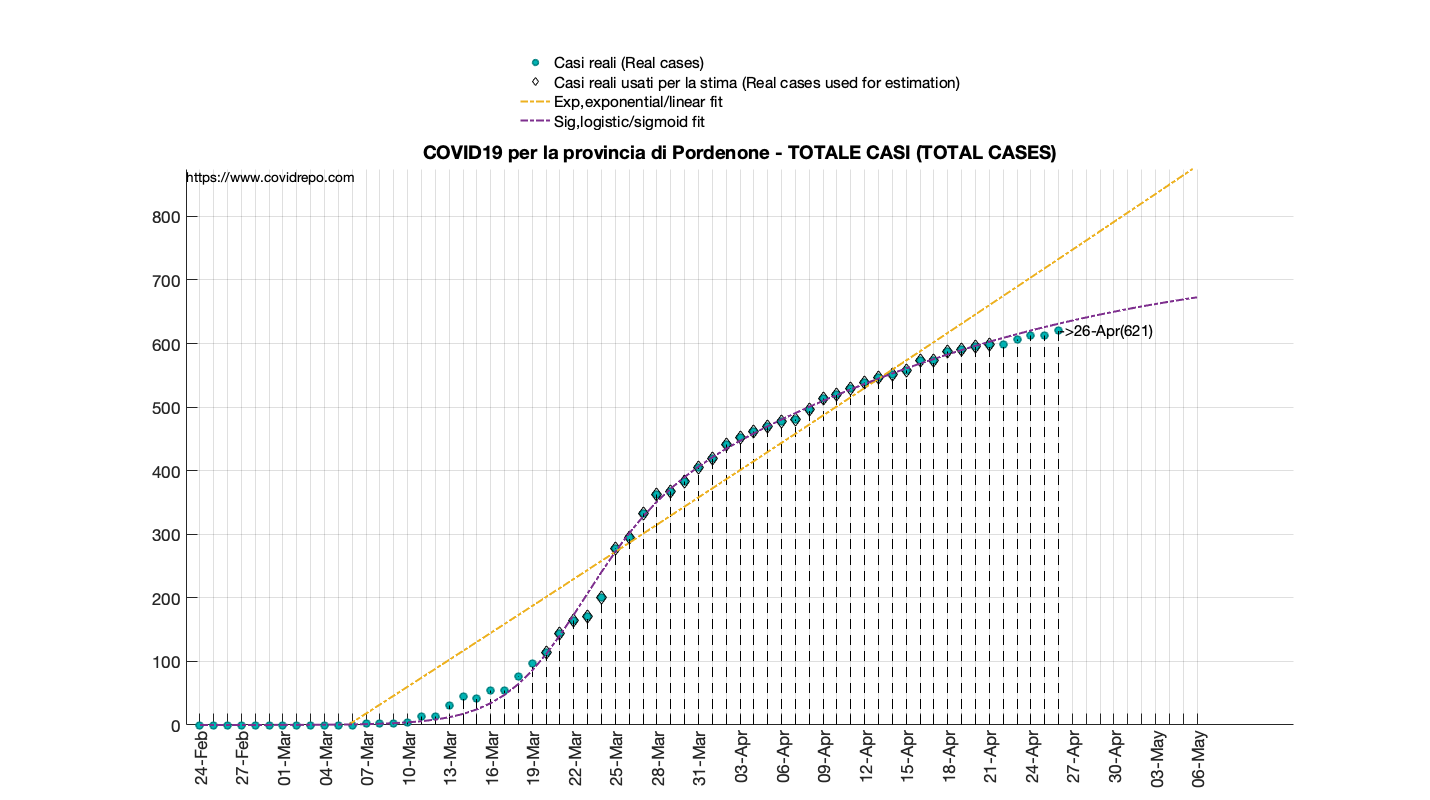 Casi reali (Real cases)
Casi reali usati per la stima (Real cases used for estimation)
Exp,exponential/linear fit
Sig,logistic/sigmoid fit
COVID19 per la provincia di Pordenone - TOTALE CASI (TOTAL CASES)
https://www.covidrepo.com
800
700
600
500
400
300
200
100
0
->26-Apr(621)
24-Feb
27-Feb
01-Mar
04-Mar
07-Mar
10-Mar
13-Mar
16-Mar
19-Mar
22-Mar
25-Mar
28-Mar
31-Mar
03-Apr
06-Apr
09-Apr
12-Apr
15-Apr
18-Apr
21-Apr
24-Apr
27-Apr
30-Apr
03-May
06-May